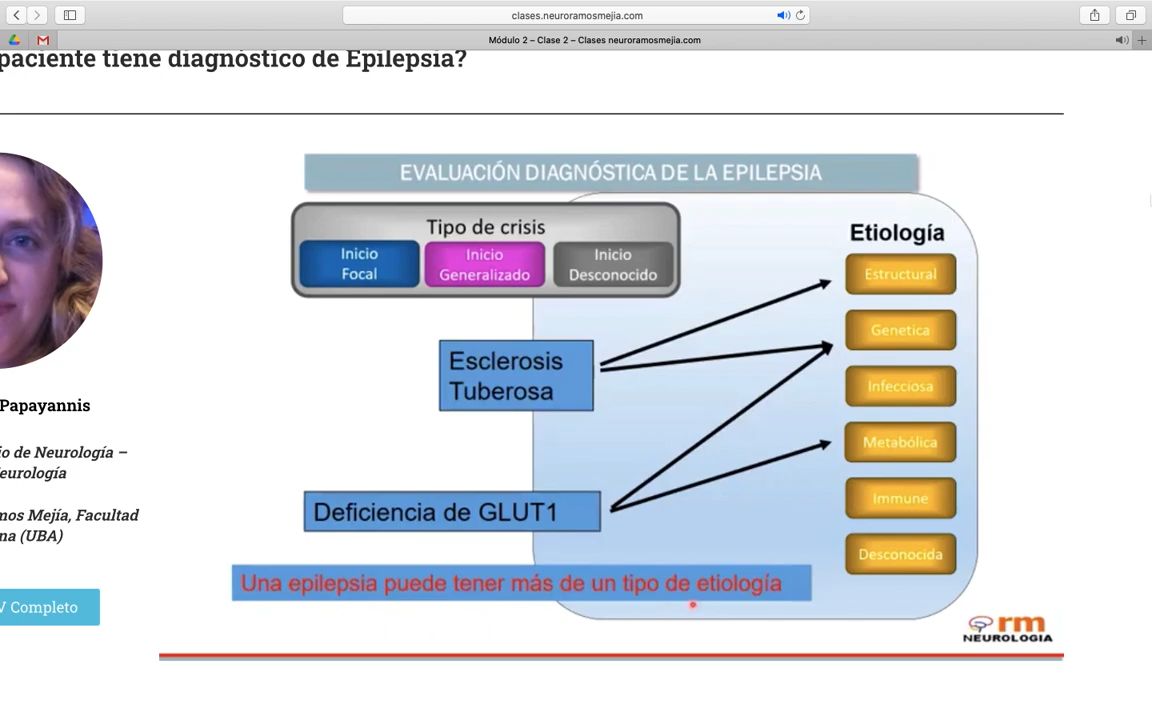 clases.neuroramosmejia.com
Módulo 2 – Clase 2 – Clases neuroramosmejia.com
paciente tiene diagnóstico de Epilepsia?
EVALUACIÓN DIAGNÓSTICA DE LA EPILEPSIA
Tipo de crisis
Inicio
Focal
Inicio
Generalizado
Inicio
Desconocido
Etiología
Estructural
Genetica
Infecciosa
Metabólica
Immune
Desconocida
Esclerosis
Tuberosa
Deficiencia de GLUT1
Una epilepsia puede tener más de un tipo de etiología
rm
NEUROLOGIA
Papayannis
io de Neurología –
eurología
mos Mejía, Facultad
na (UBA)
V Completo